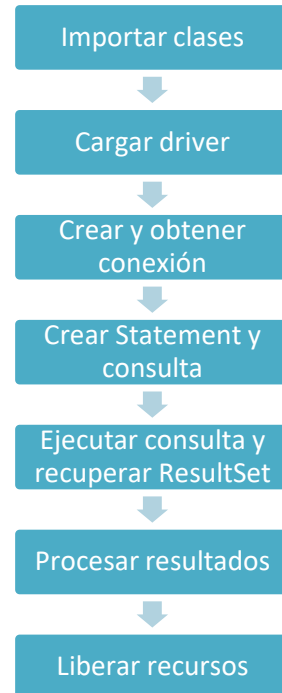 Importar clases
Cargar driver
Crear y obtener
conexión
Crear Statement y
consulta
Ejecutar consulta y
recuperar ResultSet
Procesar resultados
Liberar recursos